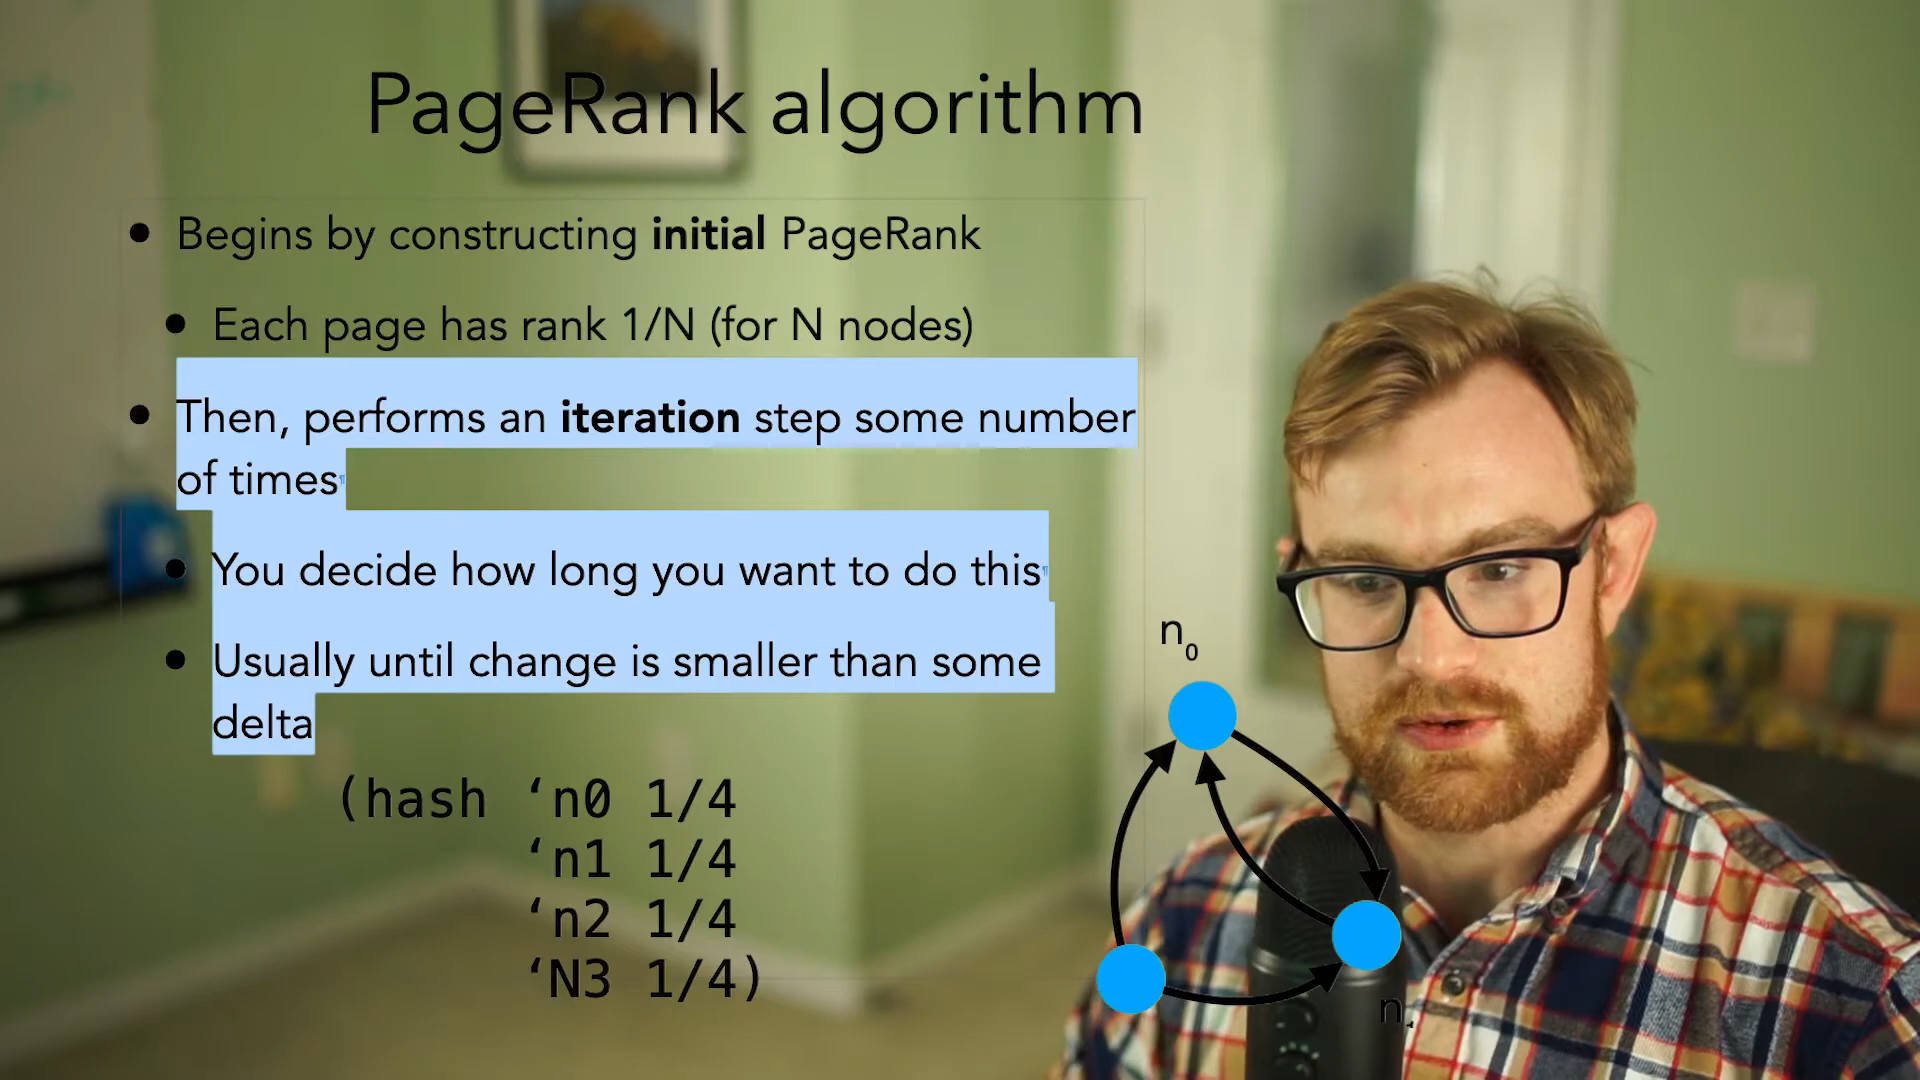 PageRank algorithm
• Begins by constructing initial PageRank
• Each page has rank 1/N (for N nodes)
• Then, performs an iteration step some number
of times
• You decide how long you want to do this
• Usually until change is smaller than some
delta
(hash ‘n0 1/4
‘n1 1/4
‘n2 1/4
‘N3 1/4)
n0
n